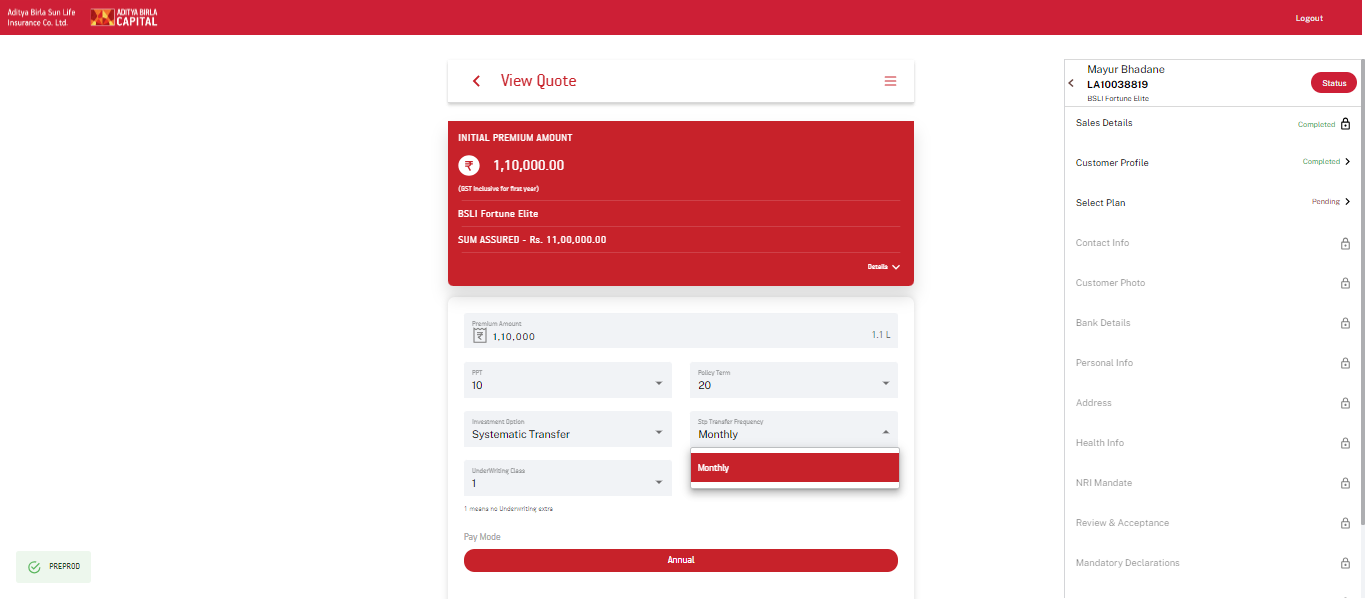 Aditya Birla Sun Life
Insurance Co. Ltd.
ADITYA BIRLA
CAPITAL
Logout
View Quote
INITIAL PREMIUM AMOUNT
₹ 1,10,000.00
(GST Inclusive for first year)
BSLI Fortune Elite
SUM ASSURED - Rs. 11,00,000.00
Details
Premium Amount
₹ 1,10,000
1.1 L
PPT
10
Policy Term
20
Investment Option
Systematic Transfer
Stp Transfer Frequency
Monthly
Monthly
UnderWriting Class
1
1 means no Underwriting extra
Pay Mode
Annual
PREPROD
Mayur Bhadane
LA10038819
BSLI Fortune Elite
Status
Sales Details Completed
Customer Profile Completed
Select Plan Pending
Contact Info
Customer Photo
Bank Details
Personal Info
Address
Health Info
NRI Mandate
Review & Acceptance
Mandatory Declarations